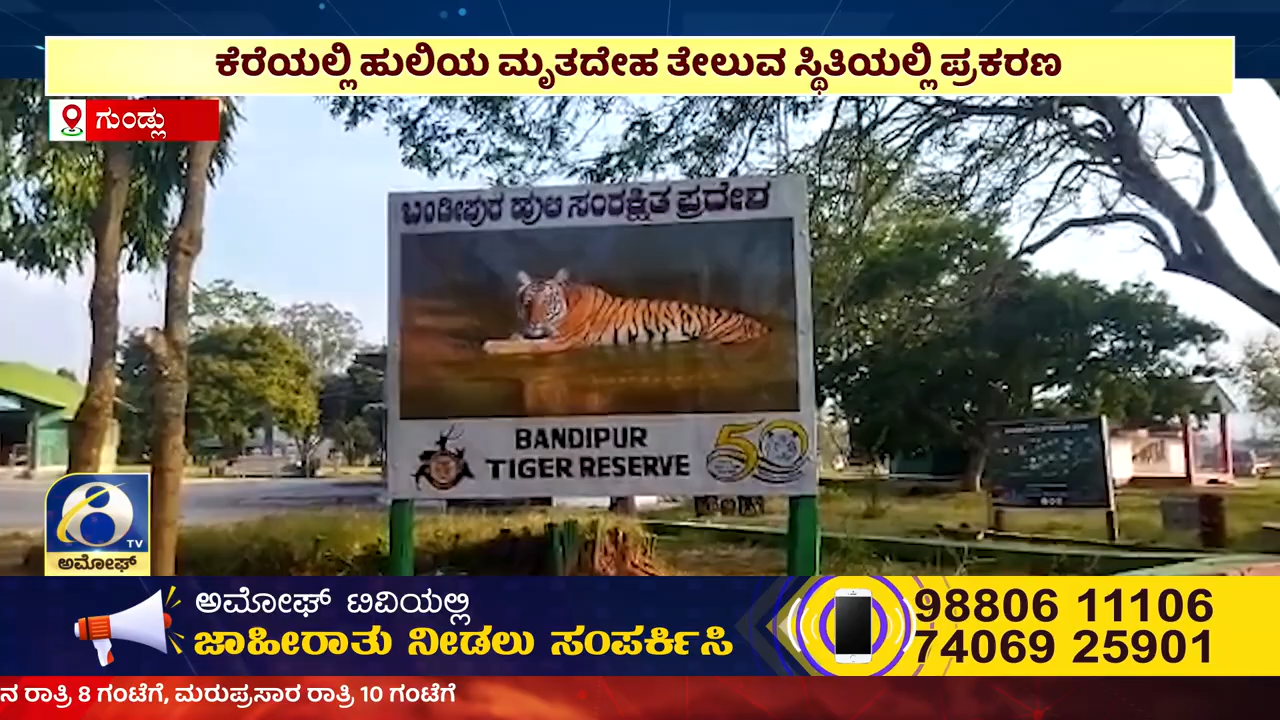 ಕೆರೆಯಲ್ಲಿ ಹುಲಿಯ ಮೃತದೇಹ ತೇಲುವ ಸ್ಥಿತಿಯಲ್ಲಿ ಪ್ರಕರಣ
ಗುಂಡ್ಲು
ಬಂಡೀಪುರ ಹುಲಿ ಸಂರಕ್ಷಿತ ಪ್ರದೇಶ
BANDIPUR
TIGER RESERVE
50
TV
ಅಮೋಘ್
ಅಮೋಘ್ ಟಿವಿಯಲ್ಲಿ
ಜಾಹೀರಾತು ನೀಡಲು ಸಂಪರ್ಕಿಸಿ
98806 11106
74069 25901
ನ ರಾತ್ರಿ 8 ಗಂಟೆಗೆ, ಮರುಪ್ರಸಾರ ರಾತ್ರಿ 10 ಗಂಟೆಗೆ